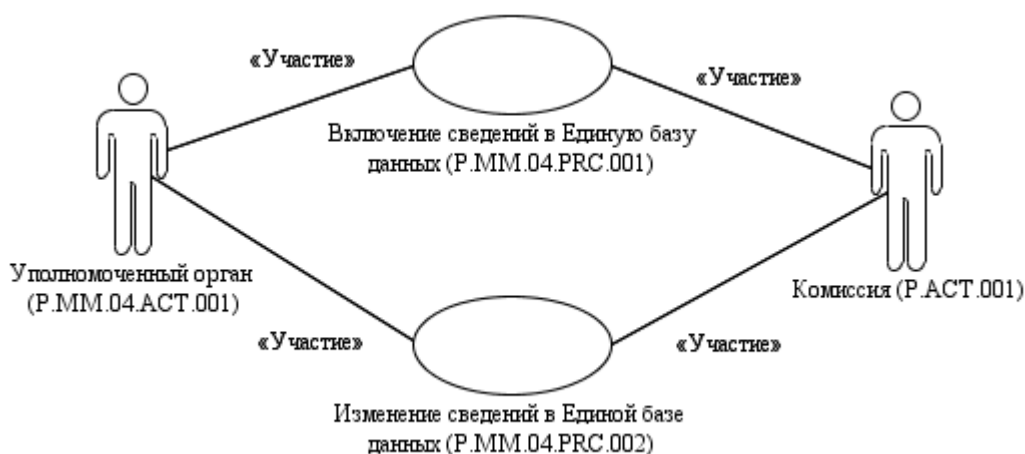 «Участие»
«Участие»
Включение сведений в Единую базу
данных (P.MM.04.PRC.001)
Уполномоченный орган
(P.MM.04.ACT.001)
Комиссия (P.ACT.001)
«Участие»
«Участие»
Изменение сведений в Единой базе
данных (P.MM.04.PRC.002)